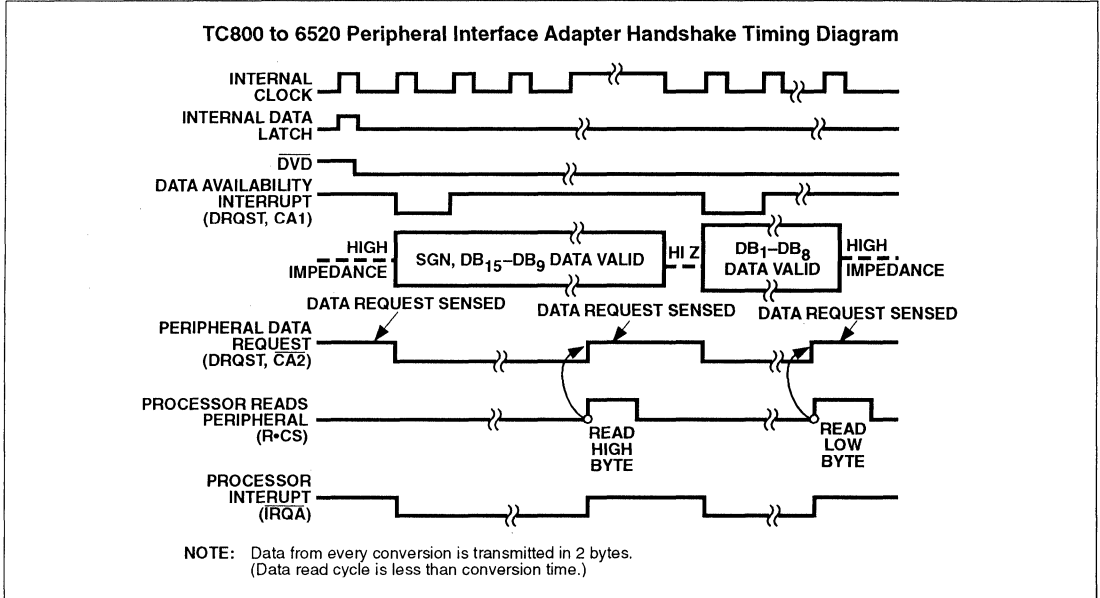 TC800 to 6520 Peripheral Interface Adapter Handshake Timing Diagram
INTERNAL
CLOCK
INTERNAL DATA
LATCH
DVD
DATA AVAILABILITY
INTERRUPT
(DRQST, CA1)
HIGH
IMPEDANCE
SGN, DB15–DB9 DATA VALID
HI Z
DB1–DB8
DATA VALID
HIGH
IMPEDANCE
DATA REQUEST SENSED
DATA REQUEST SENSED
DATA REQUEST SENSED
PERIPHERAL DATA
REQUEST
(DRQST, CA2)
PROCESSOR READS
PERIPHERAL
(R•CS)
READ
HIGH
BYTE
READ
LOW
BYTE
PROCESSOR
INTERUPT
(IRQA)
NOTE: Data from every conversion is transmitted in 2 bytes.
(Data read cycle is less than conversion time.)